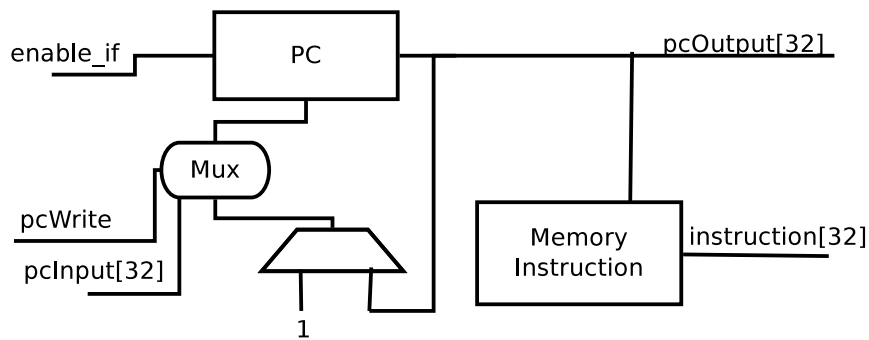 pcOutput[32]
enable_if
PC
Mux
pcWrite
Memory
Instruction
instruction[32]
pcInput[32]
1